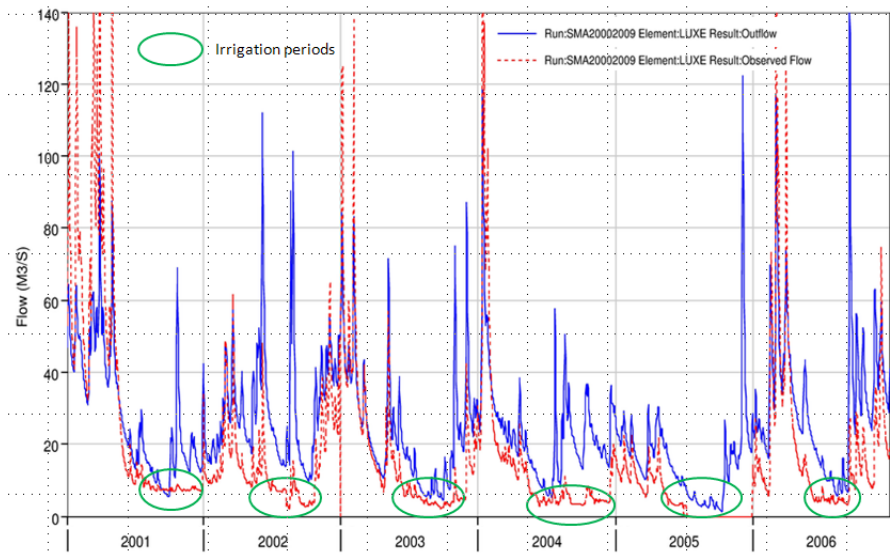 140
120
100
80
60
40
20
0
Flow (M3/S)
Irrigation periods
Run:SMA20002009 Element:LUXE Result:Outflow
Run:SMA20002009 Element:LUXE Result:Observed Flow
2001 2002 2003 2004 2005 2006